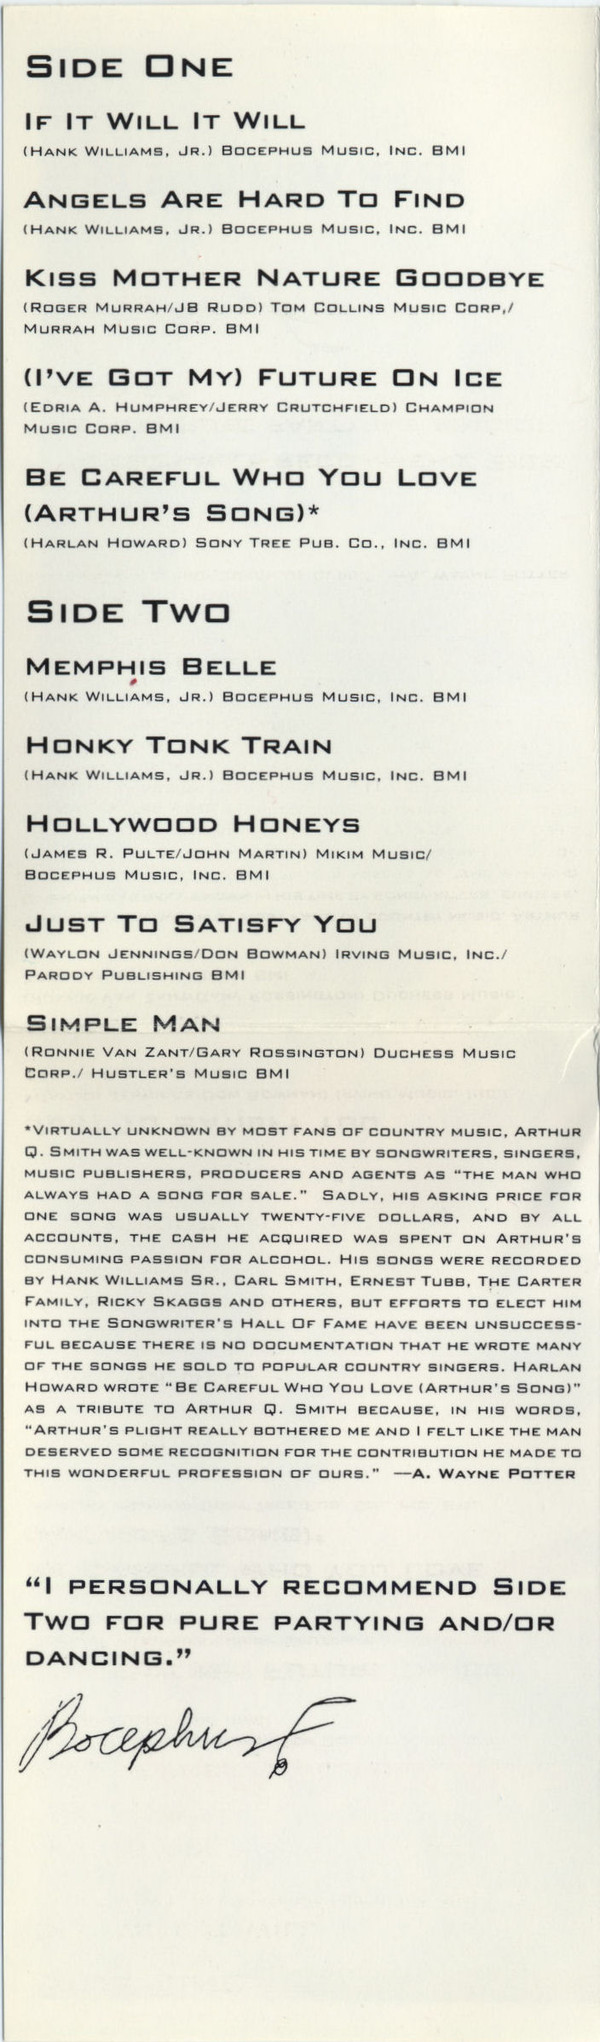 SIDE ONE
IF IT WILL IT WILL
(HANK WILLIAMS, JR.) BOCEPHUS MUSIC, INC. BMI
ANGELS ARE HARD TO FIND
(HANK WILLIAMS, JR.) BOCEPHUS MUSIC, INC. BMI
KISS MOTHER NATURE GOODBYE
(ROGER MURRAH/JB RUDD) TOM COLLINS MUSIC CORP./
MURRAH MUSIC CORP. BMI
(I'VE GOT MY) FUTURE ON ICE
(EDRIA A. HUMPHREY/JERRY CRUTCHFIELD) CHAMPION
MUSIC CORP. BMI
BE CAREFUL WHO YOU LOVE
(ARTHUR'S SONG)*
(HARLAN HOWARD) SONY TREE PUB. CO., INC. BMI
SIDE TWO
MEMPHIS BELLE
(HANK WILLIAMS, JR.) BOCEPHUS MUSIC, INC. BMI
HONKY TONK TRAIN
(HANK WILLIAMS, JR.) BOCEPHUS MUSIC, INC. BMI
HOLLYWOOD HONEYS
(JAMES R. PULTE/JOHN MARTIN) MIKIM MUSIC/
BOCEPHUS MUSIC, INC. BMI
JUST TO SATISFY YOU
(WAYLON JENNINGS/DON BOWMAN) IRVING MUSIC, INC./
PARODY PUBLISHING BMI
SIMPLE MAN
(RONNIE VAN ZANT/GARY ROSSINGTON) DUCHESS MUSIC
CORP./ HUSTLER'S MUSIC BMI
*VIRTUALLY UNKNOWN BY MOST FANS OF COUNTRY MUSIC, ARTHUR
Q. SMITH WAS WELL-KNOWN IN HIS TIME BY SONGWRITERS, SINGERS,
MUSIC PUBLISHERS, PRODUCERS AND AGENTS AS "THE MAN WHO
ALWAYS HAD A SONG FOR SALE." SADLY, HIS ASKING PRICE FOR
ONE SONG WAS USUALLY TWENTY-FIVE DOLLARS, AND BY ALL
ACCOUNTS, THE CASH HE ACQUIRED WAS SPENT ON ARTHUR'S
CONSUMING PASSION FOR ALCOHOL. HIS SONGS WERE RECORDED
BY HANK WILLIAMS SR., CARL SMITH, ERNEST TUBB, THE CARTER
FAMILY, RICKY SKAGGS AND OTHERS, BUT EFFORTS TO ELECT HIM
INTO THE SONGWRITER'S HALL OF FAME HAVE BEEN UNSUCCESS-
FUL BECAUSE THERE IS NO DOCUMENTATION THAT HE WROTE MANY
OF THE SONGS HE SOLD TO POPULAR COUNTRY SINGERS. HARLAN
HOWARD WROTE "BE CAREFUL WHO YOU LOVE (ARTHUR'S SONG)"
AS A TRIBUTE TO ARTHUR Q. SMITH BECAUSE, IN HIS WORDS,
"ARTHUR'S PLIGHT REALLY BOTHERED ME AND I FELT LIKE THE MAN
DESERVED SOME RECOGNITION FOR THE CONTRIBUTION HE MADE TO
THIS WONDERFUL PROFESSION OF OURS." —A. WAYNE POTTER
"I PERSONALLY RECOMMEND SIDE
TWO FOR PURE PARTYING AND/OR
DANCING."
Bocephus!